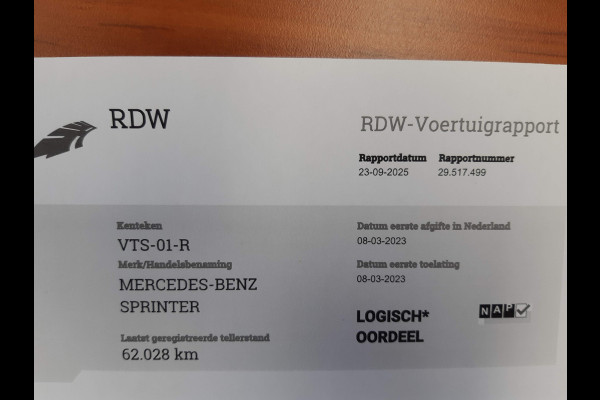 RDW
RDW-Voertuigrapport
Rapportdatum Rapportnummer
23-09-2025 29.517.499
Kenteken
VTS-01-R
Merk/Handelsbenaming
MERCEDES-BENZ
SPRINTER
Laatst geregistreerde tellerstand
62.028 km
Datum eerste afgifte in Nederland
08-03-2023
Datum eerste toelating
08-03-2023
LOGISCH*
OORDEEL
NAP